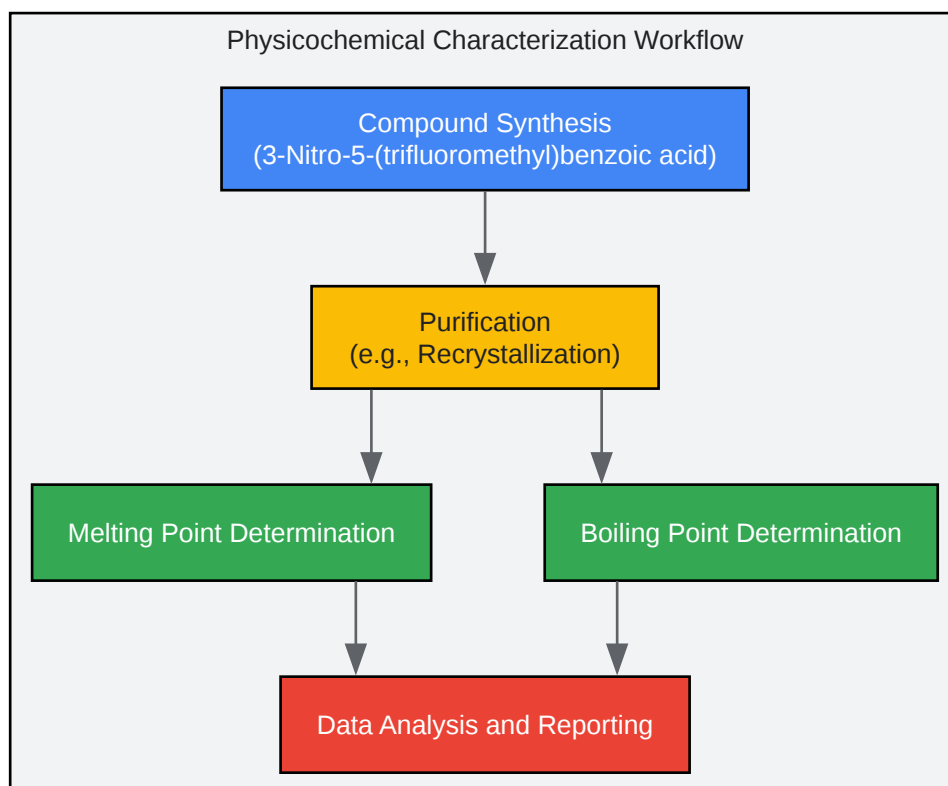 Physicochemical Characterization Workflow
Compound Synthesis
(3-Nitro-5-(trifluoromethyl)benzoic acid)
Purification
(e.g., Recrystallization)
Melting Point Determination
Boiling Point Determination
Data Analysis and Reporting